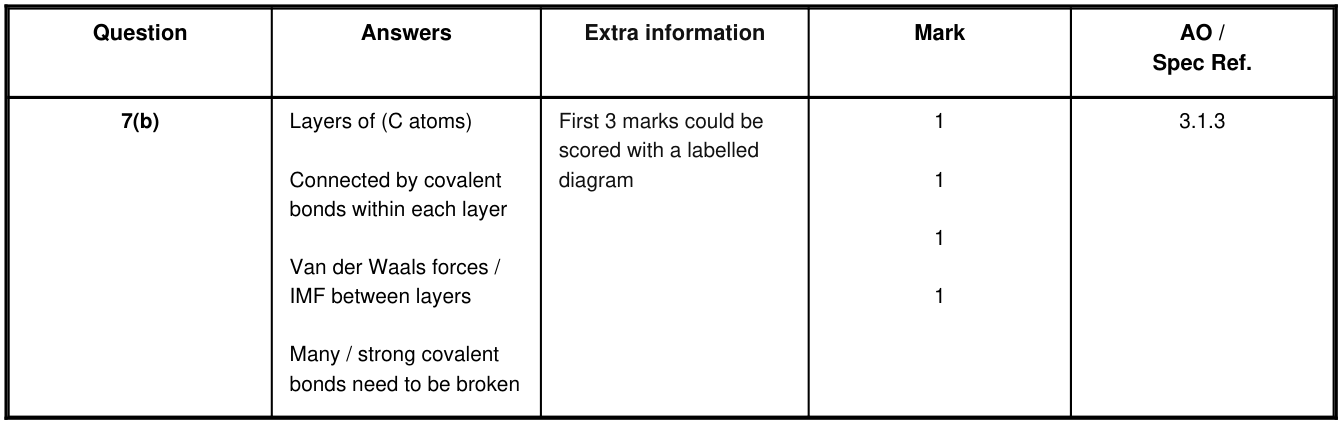 Question
Answers
Extra information
Mark
AO /
Spec Ref.
7(b)
Layers of (C atoms)
Connected by covalent
bonds within each layer
Van der Waals forces /
IMF between layers
Many / strong covalent
bonds need to be broken
First 3 marks could be
scored with a labelled
diagram
1
1
1
1
3.1.3